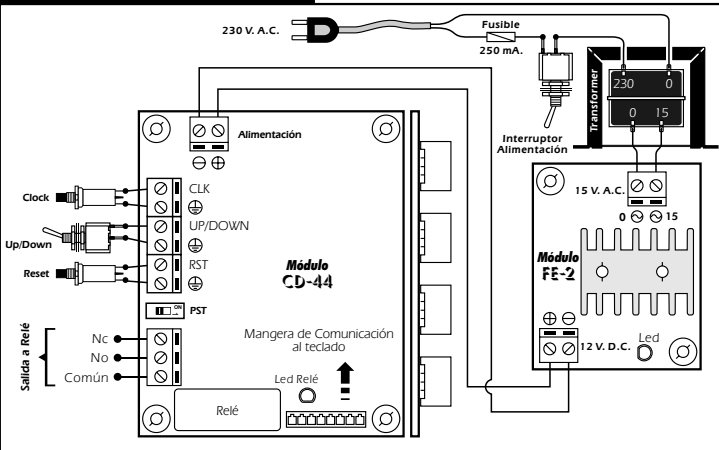 230 V. A.C.
Fusible
250 mA.
Interruptor
Alimentación
Transformer
230 0
0 15
Alimentación
Clock
CLK
Up/Down
UP/DOWN
Reset
RST
ON
PST
Salida a Relé
Nc
No
Común
Módulo
CD-44
Mangera de Comunicación
al teclado
Led Relé
Relé
15 V. A.C.
0 15
Módulo
FE-2
12 V. D.C.
Led